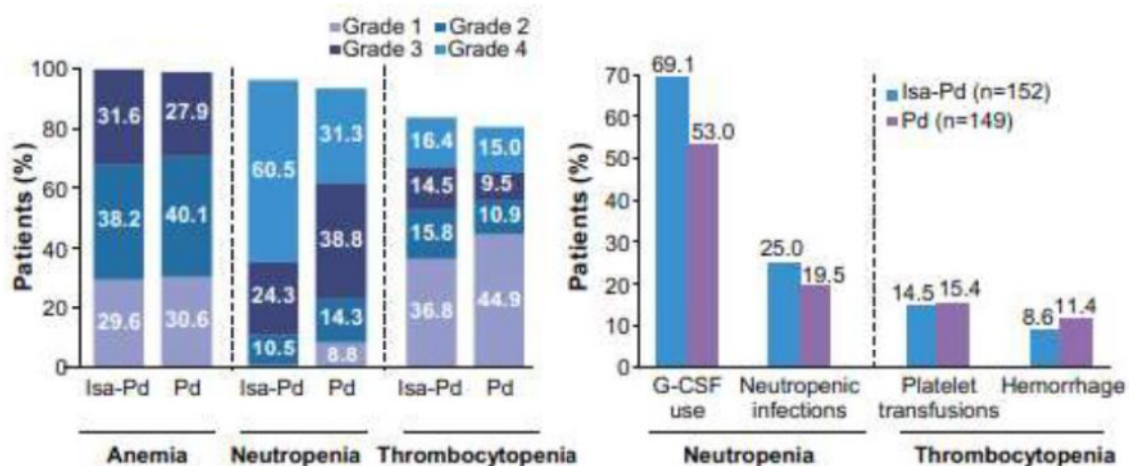 Grade 1 Grade 2
Grade 3 Grade 4
Patients (%)
100
80
60
40
20
0
31.6 27.9
38.2 40.1
29.6 30.6
60.5 31.3
24.3 38.8
10.5 14.3
8.8
16.4 15.0
14.5 9.5
15.8 10.9
36.8 44.9
Isa-Pd Pd Isa-Pd Pd Isa-Pd Pd
Anemia Neutropenia Thrombocytopenia
Patients (%)
70
60
50
40
30
20
10
0
Isa-Pd (n=152)
Pd (n=149)
69.1 53.0
25.0 19.5
14.5 15.4
8.6 11.4
G-CSF Neutropenic Platelet Hemorrhage
use infections transfusions
Neutropenia Thrombocytopenia